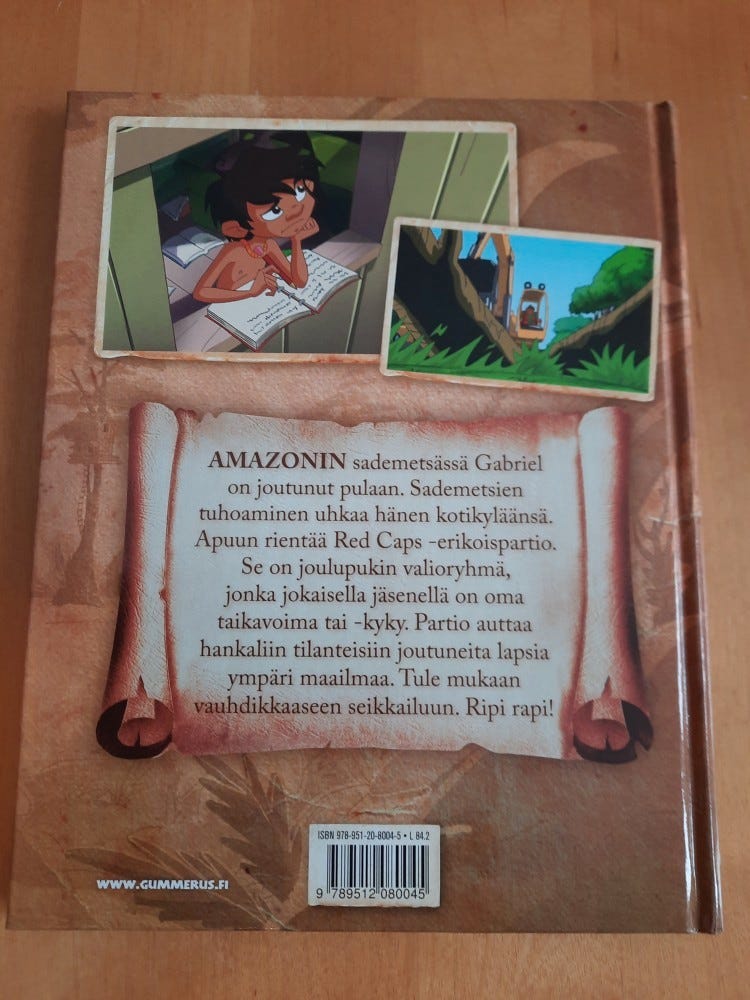 AMAZONIN sademetsässä Gabriel
on joutunut pulaan. Sademetsien
tuhoaminen uhkaa hänen kotikyläänsä.
Apuun rientää Red Caps -erikoispartio.
Se on joulupukin valioryhmä,
jonka jokaisella jäsenellä on oma
taikavoima tai -kyky. Partio auttaa
hankaliin tilanteisiin joutuneita lapsia
ympäri maailmaa. Tule mukaan
vauhdikkaaseen seikkailuun. Ripi rapi!
ISBN 978-951-20-8004-5 • L 84.2
9 789512 080045
WWW.GUMMERUS.FI